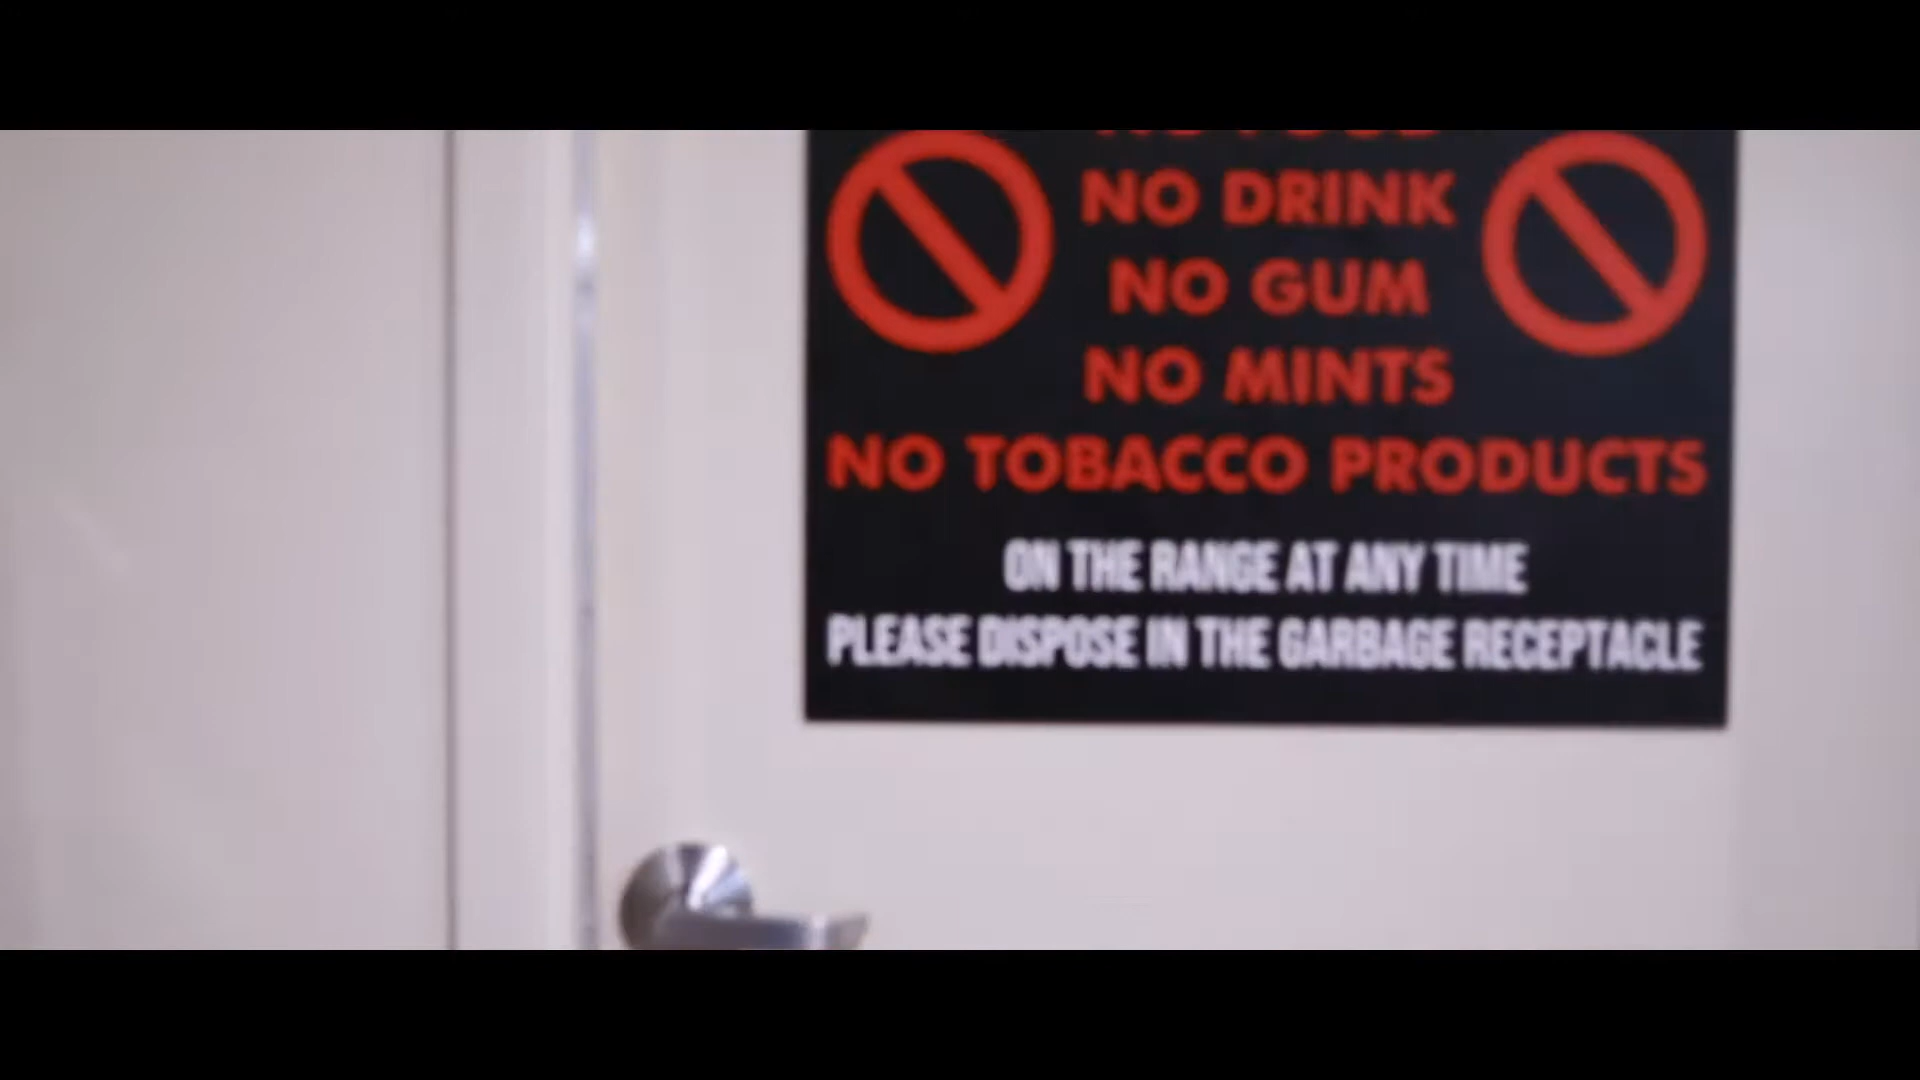 NO DRINK
NO GUM
NO MINTS
NO TOBACCO PRODUCTS
ON THE RANGE AT ANY TIME
PLEASE DISPOSE IN THE GARBAGE RECEPTACLE